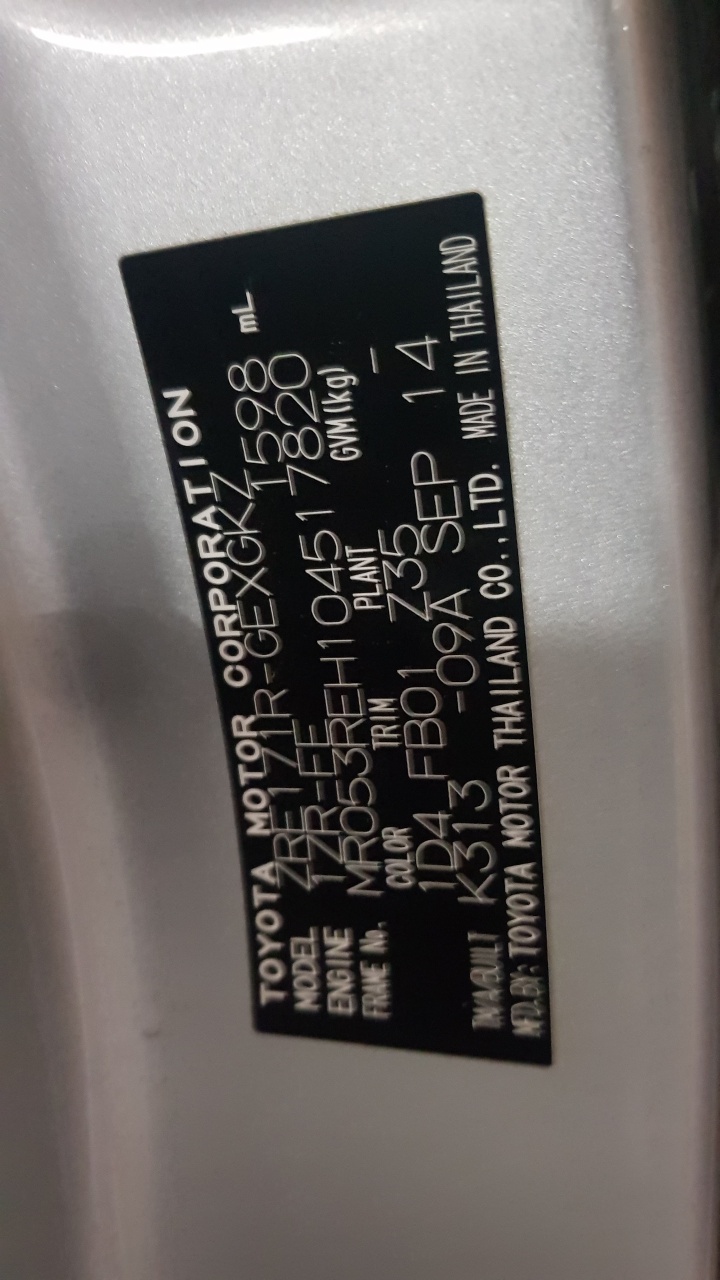 TOYOTA MOTOR CORPORATION
MODEL ZRE171R-GEXGKZ
ENGINE 1ZR-FE 1598 mL
FRAME No. MR053REH104517820
COLOR TRIM PLANT GVM(kg)
1D4 FB01 Z35 —
T/M/A/BUILT K313 -09A SEP 14
MFD.BY: TOYOTA MOTOR THAILAND CO.,LTD. MADE IN THAILAND